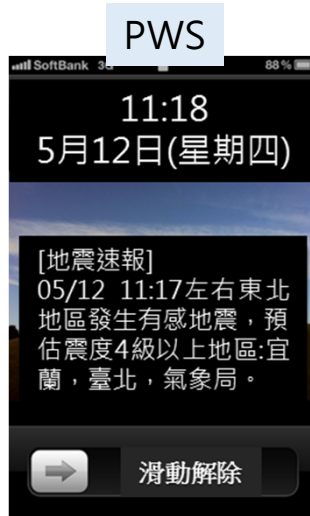 PWS
SoftBank 3G 88%
11:18
5月12日(星期四)
[地震速報]
05/12 11:17左右東北
地區發生有感地震，預
估震度4級以上地區:宜
蘭，臺北，氣象局。
滑動解除